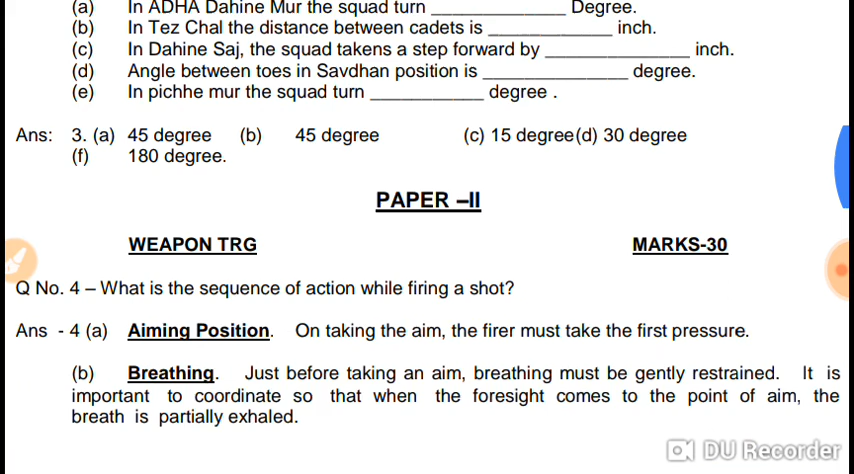 (a) In ADHA Dahine Mur the squad turn ______________ Degree.
(b) In Tez Chal the distance between cadets is _____________ inch.
(c) In Dahine Saj, the squad takens a step forward by _______________ inch.
(d) Angle between toes in Savdhan position is _______________ degree.
(e) In pichhe mur the squad turn ____________ degree .
Ans: 3. (a) 45 degree (b) 45 degree (c) 15 degree(d) 30 degree
(f) 180 degree.
PAPER –II
WEAPON TRG MARKS-30
Q No. 4 – What is the sequence of action while firing a shot?
Ans - 4 (a) Aiming Position. On taking the aim, the firer must take the first pressure.
(b) Breathing. Just before taking an aim, breathing must be gently restrained. It is
important to coordinate so that when the foresight comes to the point of aim, the
breath is partially exhaled.
DU Recorder